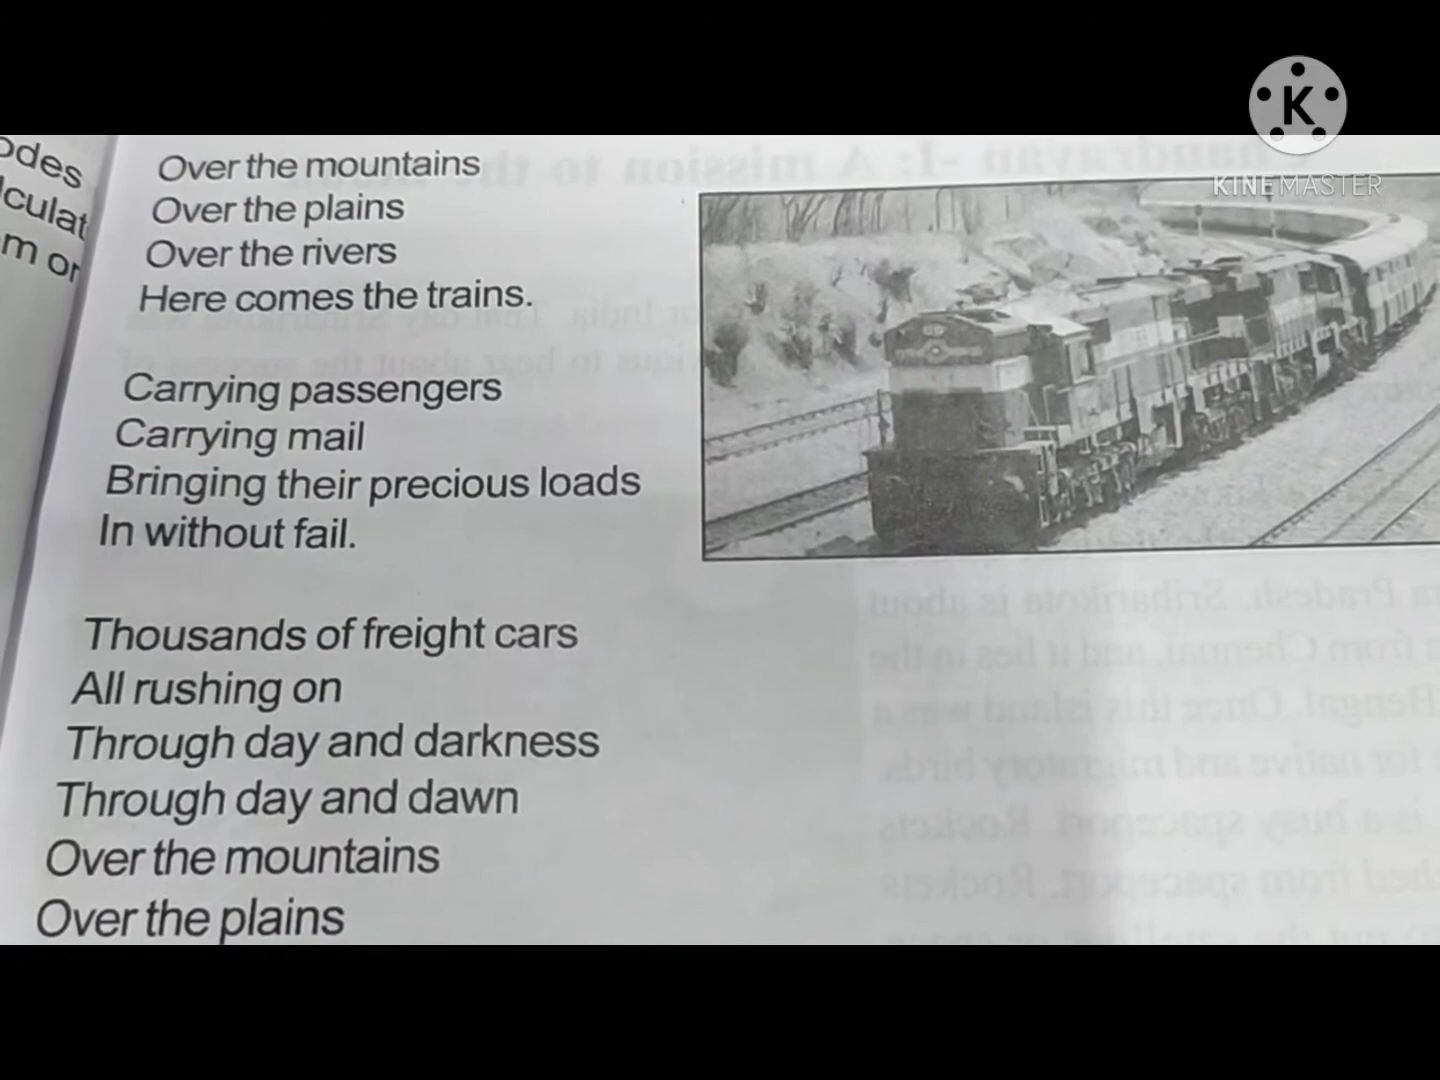 K
KINEMASTER
Over the mountains
Over the plains
Over the rivers
Here comes the trains.
Carrying passengers
Carrying mail
Bringing their precious loads
In without fail.
Thousands of freight cars
All rushing on
Through day and darkness
Through day and dawn
Over the mountains
Over the plains